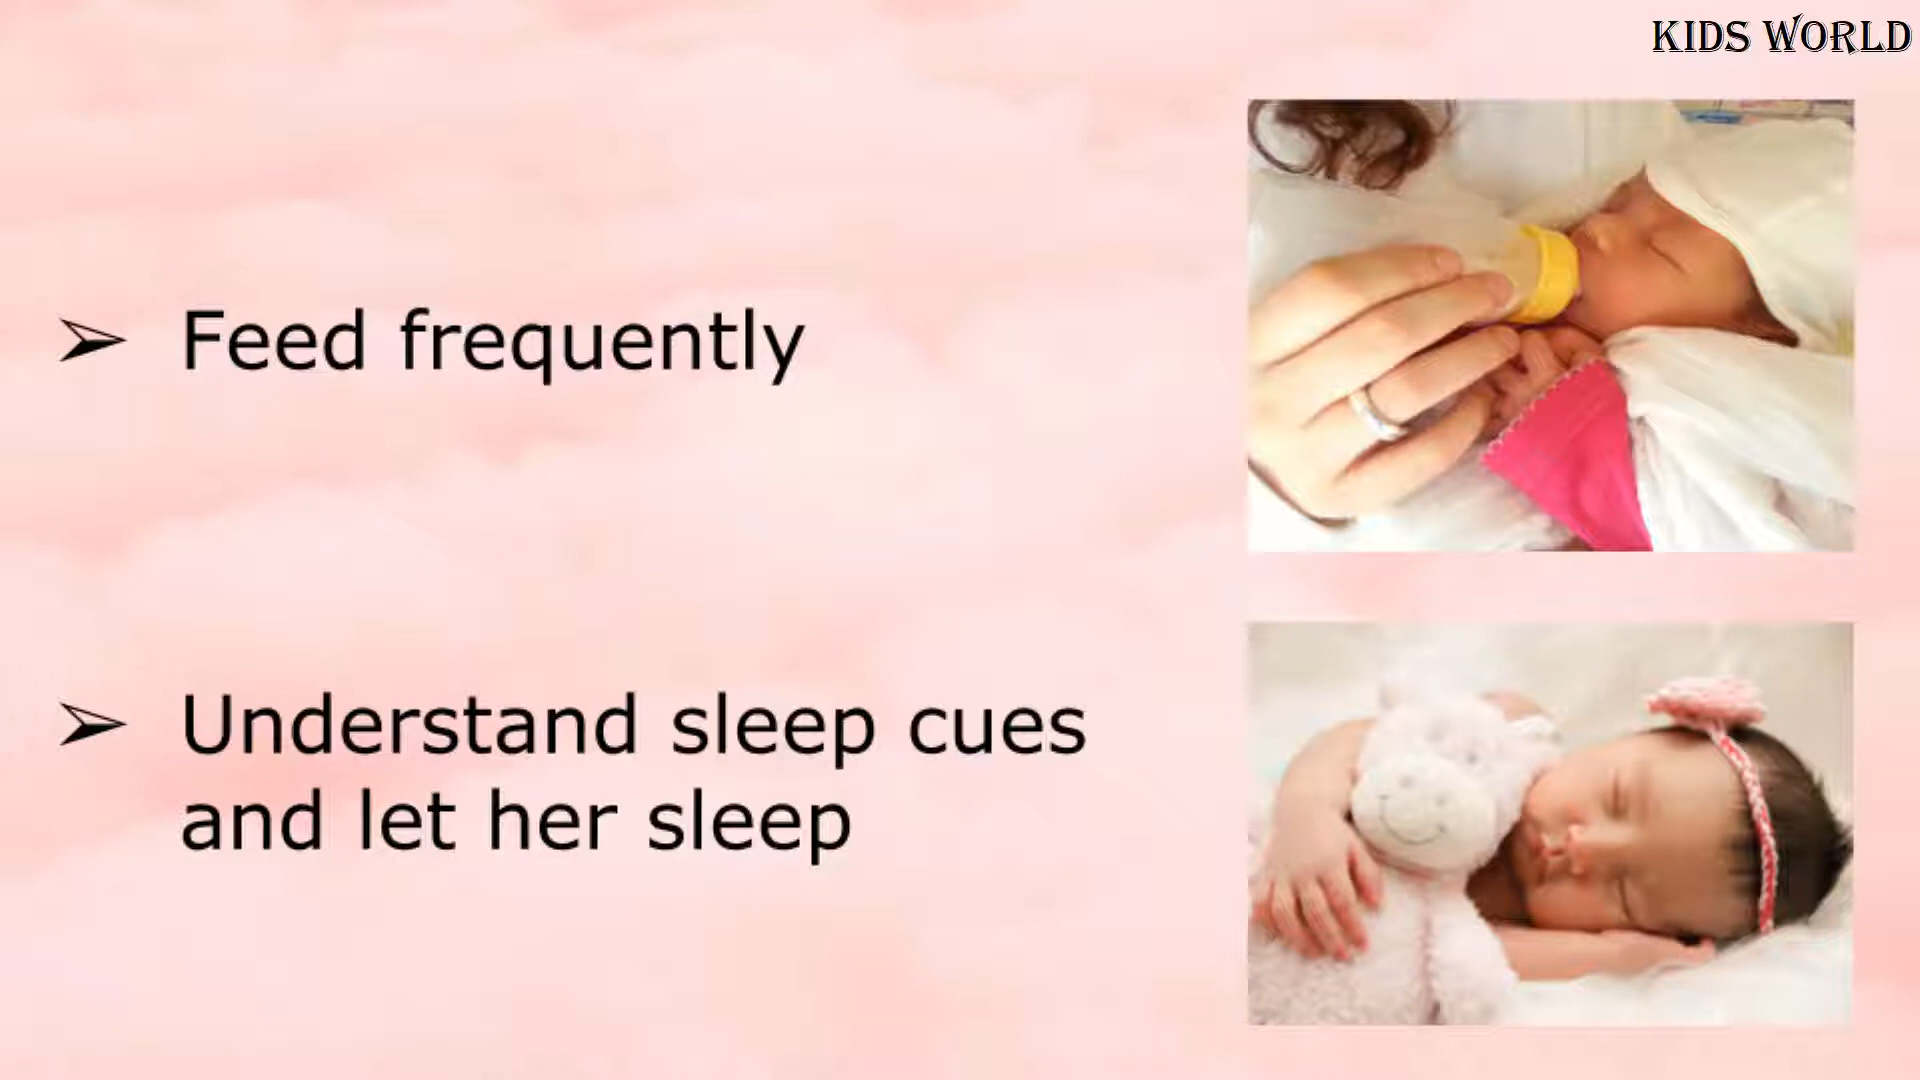 KIDS WORLD
➢ Feed frequently
➢ Understand sleep cues
and let her sleep